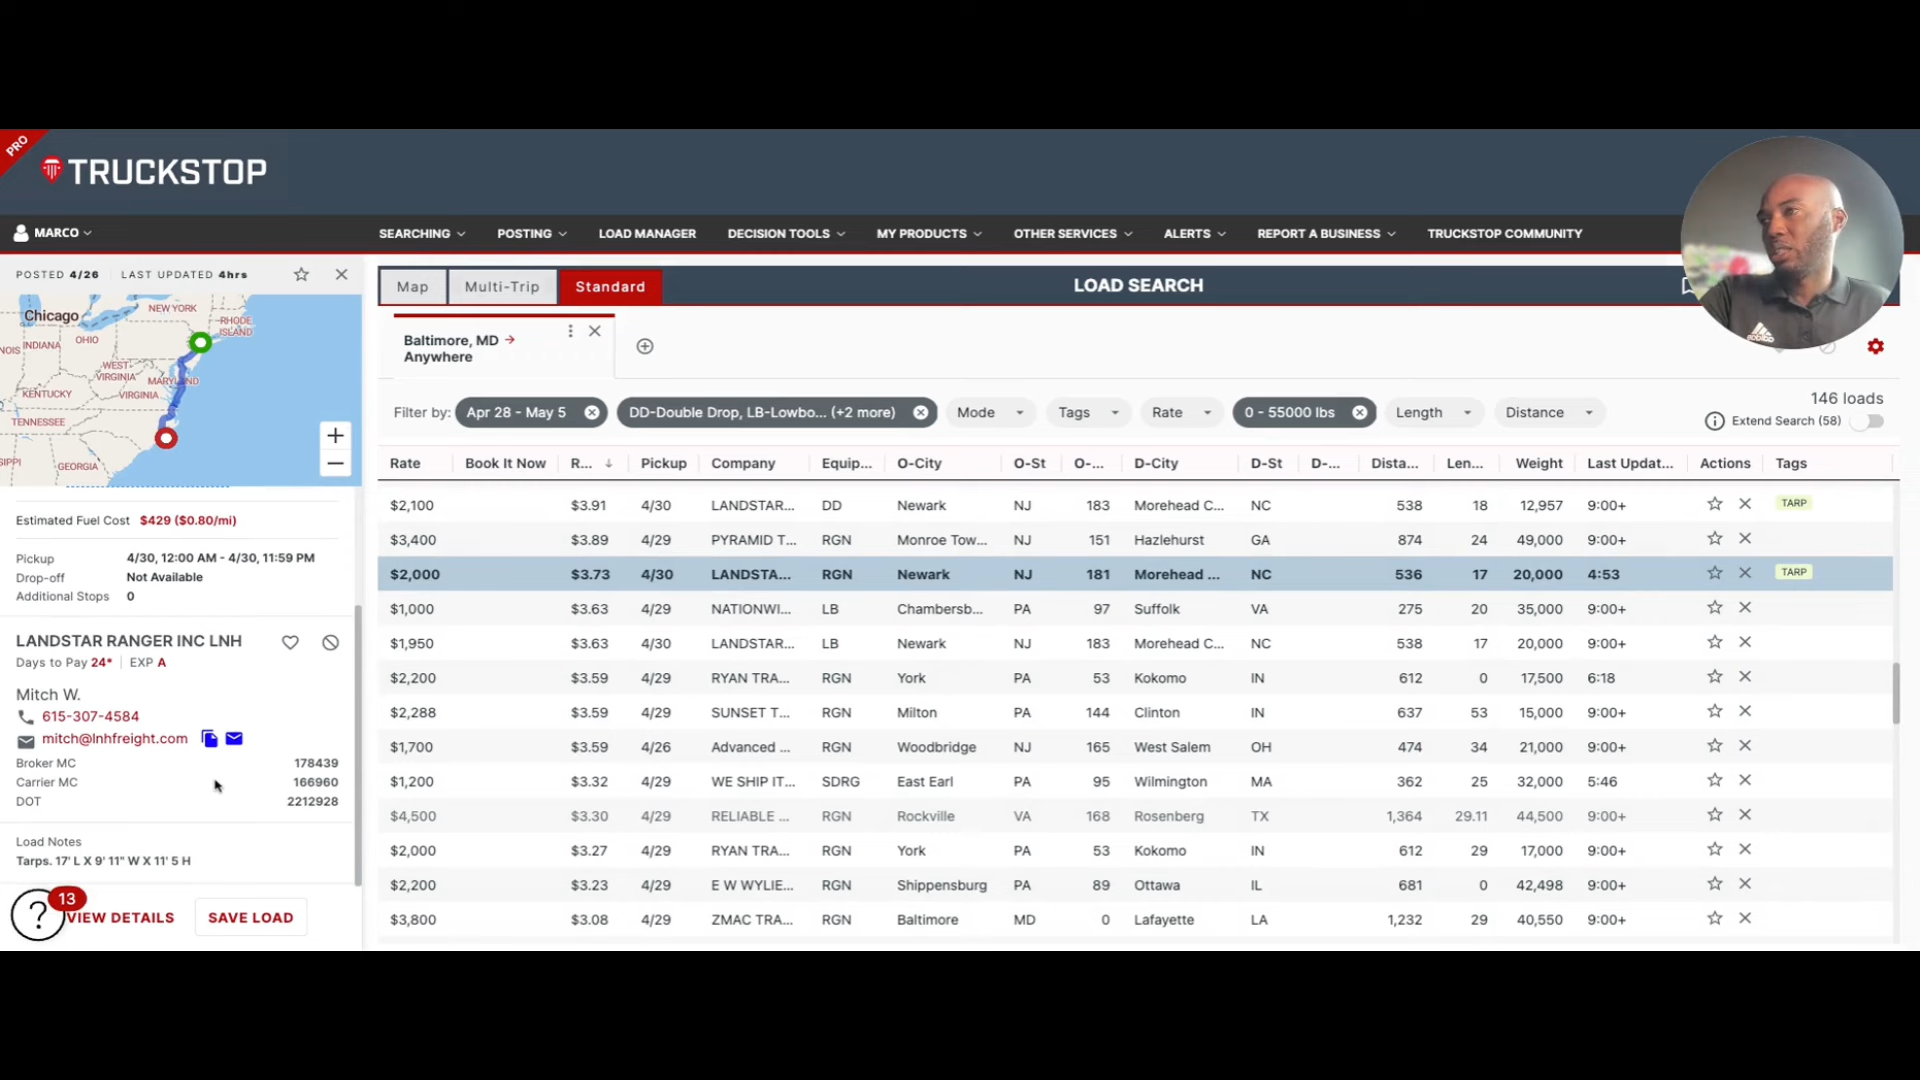 PRO
TRUCKSTOP
MARCO
SEARCHING POSTING LOAD MANAGER DECISION TOOLS MY PRODUCTS OTHER SERVICES ALERTS REPORT A BUSINESS TRUCKSTOP COMMUNITY
POSTED 4/26 LAST UPDATED 4hrs
Chicago
NEW YORK
RHODE ISLAND
NOIS
INDIANA
OHIO
WEST VIRGINIA
MARYLAND
KENTUCKY
VIRGINIA
TENNESSEE
SIPPI
GEORGIA
Estimated Fuel Cost $429 ($0.80/mi)
Pickup 4/30, 12:00 AM - 4/30, 11:59 PM
Drop-off Not Available
Additional Stops 0
LANDSTAR RANGER INC LNH
Days to Pay 24* | EXP A
Mitch W.
615-307-4584
mitch@lnhfreight.com
Broker MC 178439
Carrier MC 166960
DOT 2212928
Load Notes
Tarps. 17' L X 9' 11" W X 11' 5 H
? 13
VIEW DETAILS SAVE LOAD
Map Multi-Trip Standard LOAD SEARCH
Baltimore, MD
Anywhere
Filter by: Apr 28 - May 5 DD-Double Drop, LB-Lowbo... (+2 more) Mode Tags Rate 0 - 55000 lbs Length Distance
146 loads
Extend Search (58)
Rate Book It Now R... Pickup Company Equip... O-City O-St O-... D-City D-St D-... Dista... Len... Weight Last Updat... Actions Tags
$2,100 $3.91 4/30 LANDSTAR... DD Newark NJ 183 Morehead C... NC 538 18 12,957 9:00+ TARP
$3,400 $3.89 4/29 PYRAMID T... RGN Monroe Tow... NJ 151 Hazlehurst GA 874 24 49,000 9:00+
$2,000 $3.73 4/30 LANDSTA... RGN Newark NJ 181 Morehead ... NC 536 17 20,000 4:53 TARP
$1,000 $3.63 4/29 NATIONWI... LB Chambersb... PA 97 Suffolk VA 275 20 35,000 9:00+
$1,950 $3.63 4/30 LANDSTAR... LB Newark NJ 183 Morehead C... NC 538 17 20,000 9:00+
$2,200 $3.59 4/29 RYAN TRA... RGN York PA 53 Kokomo IN 612 0 17,500 6:18
$2,288 $3.59 4/29 SUNSET T... RGN Milton PA 144 Clinton IN 637 53 15,000 9:00+
$1,700 $3.59 4/26 Advanced ... RGN Woodbridge NJ 165 West Salem OH 474 34 21,000 9:00+
$1,200 $3.32 4/29 WE SHIP IT... SDRG East Earl PA 95 Wilmington MA 362 25 32,000 5:46
$4,500 $3.30 4/29 RELIABLE ... RGN Rockville VA 168 Rosenberg TX 1,364 29.11 44,500 9:00+
$2,000 $3.27 4/29 RYAN TRA... RGN York PA 53 Kokomo IN 612 29 17,000 9:00+
$2,200 $3.23 4/29 E W WYLIE... RGN Shippensburg PA 89 Ottawa IL 681 0 42,498 9:00+
$3,800 $3.08 4/29 ZMAC TRA... RGN Baltimore MD 0 Lafayette LA 1,232 29 40,550 9:00+